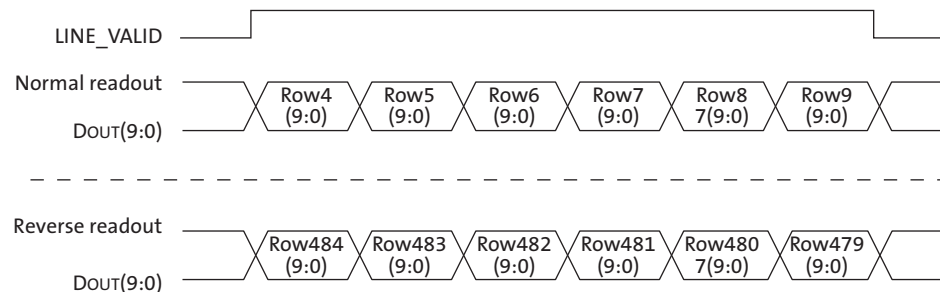 LINE_VALID
Normal readout
Row4 Row5 Row6 Row7 Row8 Row9
(9:0) (9:0) (9:0) (9:0) 7(9:0) (9:0)
DOUT(9:0)
Reverse readout
Row484 Row483 Row482 Row481 Row480 Row479
(9:0) (9:0) (9:0) (9:0) 7(9:0) (9:0)
DOUT(9:0)